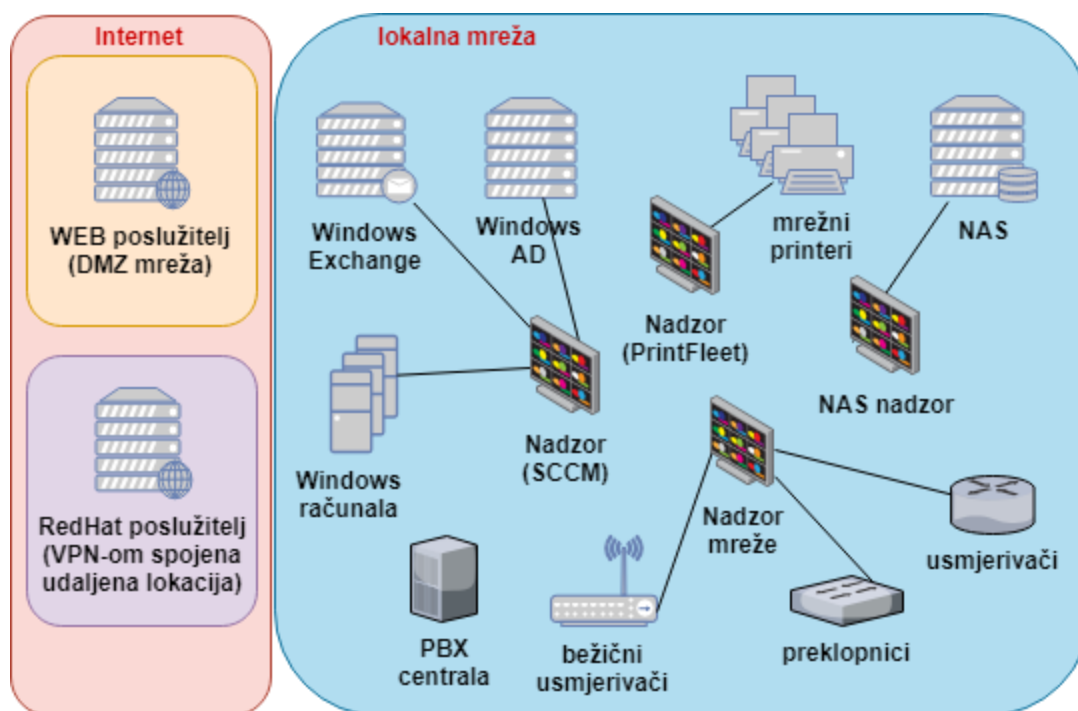 Internet
WEB poslužitelj
(DMZ mreža)
RedHat poslužitelj
(VPN-om spojena
udaljena lokacija)
lokalna mreža
Windows
Exchange
Windows
AD
mrežni
printeri
NAS
Nadzor
(PrintFleet)
NAS nadzor
Windows
računala
Nadzor
(SCCM)
Nadzor
mreže
usmjerivači
PBX
centrala
bežični
usmjerivači
preklopnici